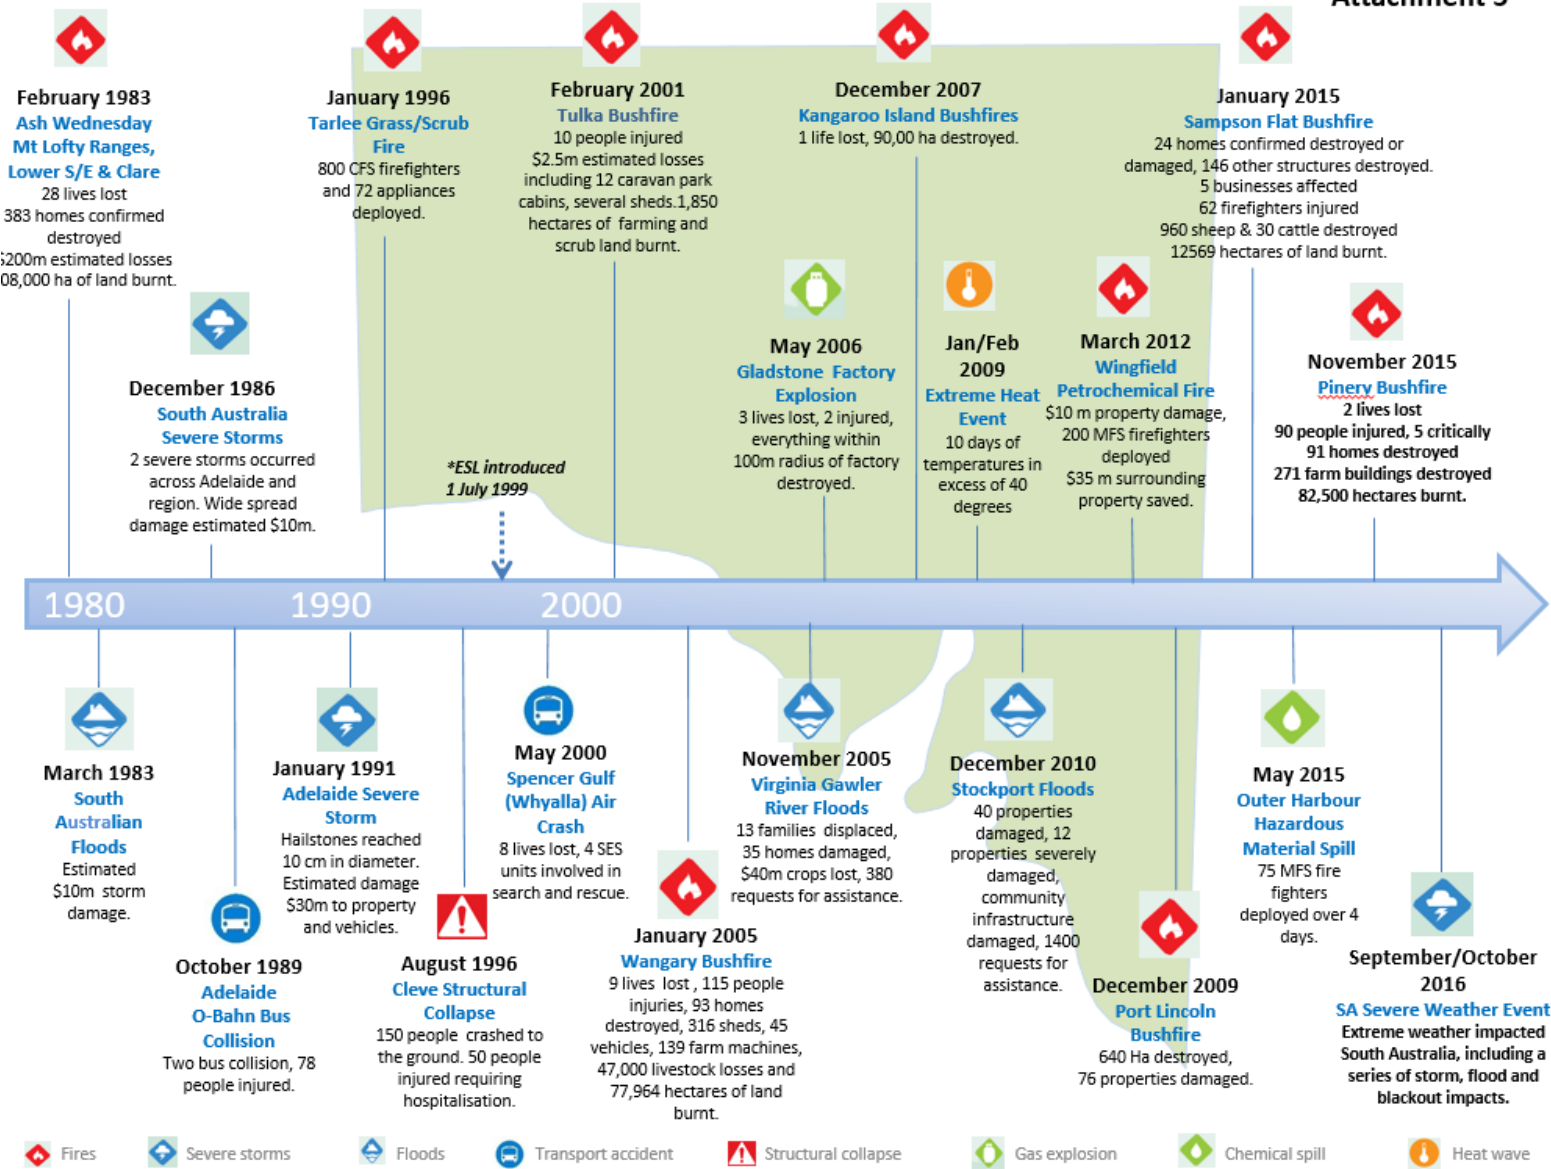 Attachment 5
February 1983
Ash Wednesday
Mt Lofty Ranges,
Lower S/E & Clare
28 lives lost
383 homes confirmed
destroyed
$200m estimated losses
08,000 ha of land burnt.
December 1986
South Australia
Severe Storms
2 severe storms occurred
across Adelaide and
region. Wide spread
damage estimated $10m.
January 1996
Tarlee Grass/Scrub
Fire
800 CFS firefighters
and 72 appliances
deployed.
*ESL introduced
1 July 1999
February 2001
Tulka Bushfire
10 people injured
$2.5m estimated losses
including 12 caravan park
cabins, several sheds.1,850
hectares of farming and
scrub land burnt.
May 2006
Gladstone Factory
Explosion
3 lives lost, 2 injured,
everything within
100m radius of factory
destroyed.
December 2007
Kangaroo Island Bushfires
1 life lost, 90,00 ha destroyed.
Jan/Feb
2009
Extreme Heat
Event
10 days of
temperatures in
excess of 40
degrees
March 2012
Wingfield
Petrochemical Fire
$10 m property damage,
200 MFS firefighters
deployed
$35 m surrounding
property saved.
January 2015
Sampson Flat Bushfire
24 homes confirmed destroyed or
damaged, 146 other structures destroyed.
5 businesses affected
62 firefighters injured
960 sheep & 30 cattle destroyed
12569 hectares of land burnt.
November 2015
Pinery Bushfire
2 lives lost
90 people injured, 5 critically
91 homes destroyed
271 farm buildings destroyed
82,500 hectares burnt.
1980
1990
2000
March 1983
South
Australian
Floods
Estimated
$10m storm
damage.
October 1989
Adelaide
O-Bahn Bus
Collision
Two bus collision, 78
people injured.
January 1991
Adelaide Severe
Storm
Hailstones reached
10 cm in diameter.
Estimated damage
$30m to property
and vehicles.
August 1996
Cleve Structural
Collapse
150 people crashed to
the ground. 50 people
injured requiring
hospitalisation.
May 2000
Spencer Gulf
(Whyalla) Air
Crash
8 lives lost, 4 SES
units involved in
search and rescue.
January 2005
Wangary Bushfire
9 lives lost , 115 people
injuries, 93 homes
destroyed, 316 sheds, 45
vehicles, 139 farm machines,
47,000 livestock losses and
77,964 hectares of land
burnt.
November 2005
Virginia Gawler
River Floods
13 families displaced,
35 homes damaged,
$40m crops lost, 380
requests for assistance.
December 2010
Stockport Floods
40 properties
damaged, 12
properties severely
damaged,
community
infrastructure
damaged, 1400
requests for
assistance.
December 2009
Port Lincoln
Bushfire
640 Ha destroyed,
76 properties damaged.
May 2015
Outer Harbour
Hazardous
Material Spill
75 MFS fire
fighters
deployed over 4
days.
September/October
2016
SA Severe Weather Event
Extreme weather impacted
South Australia, including a
series of storm, flood and
blackout impacts.
Fires
Severe storms
Floods
Transport accident
Structural collapse
Gas explosion
Chemical spill
Heat wave